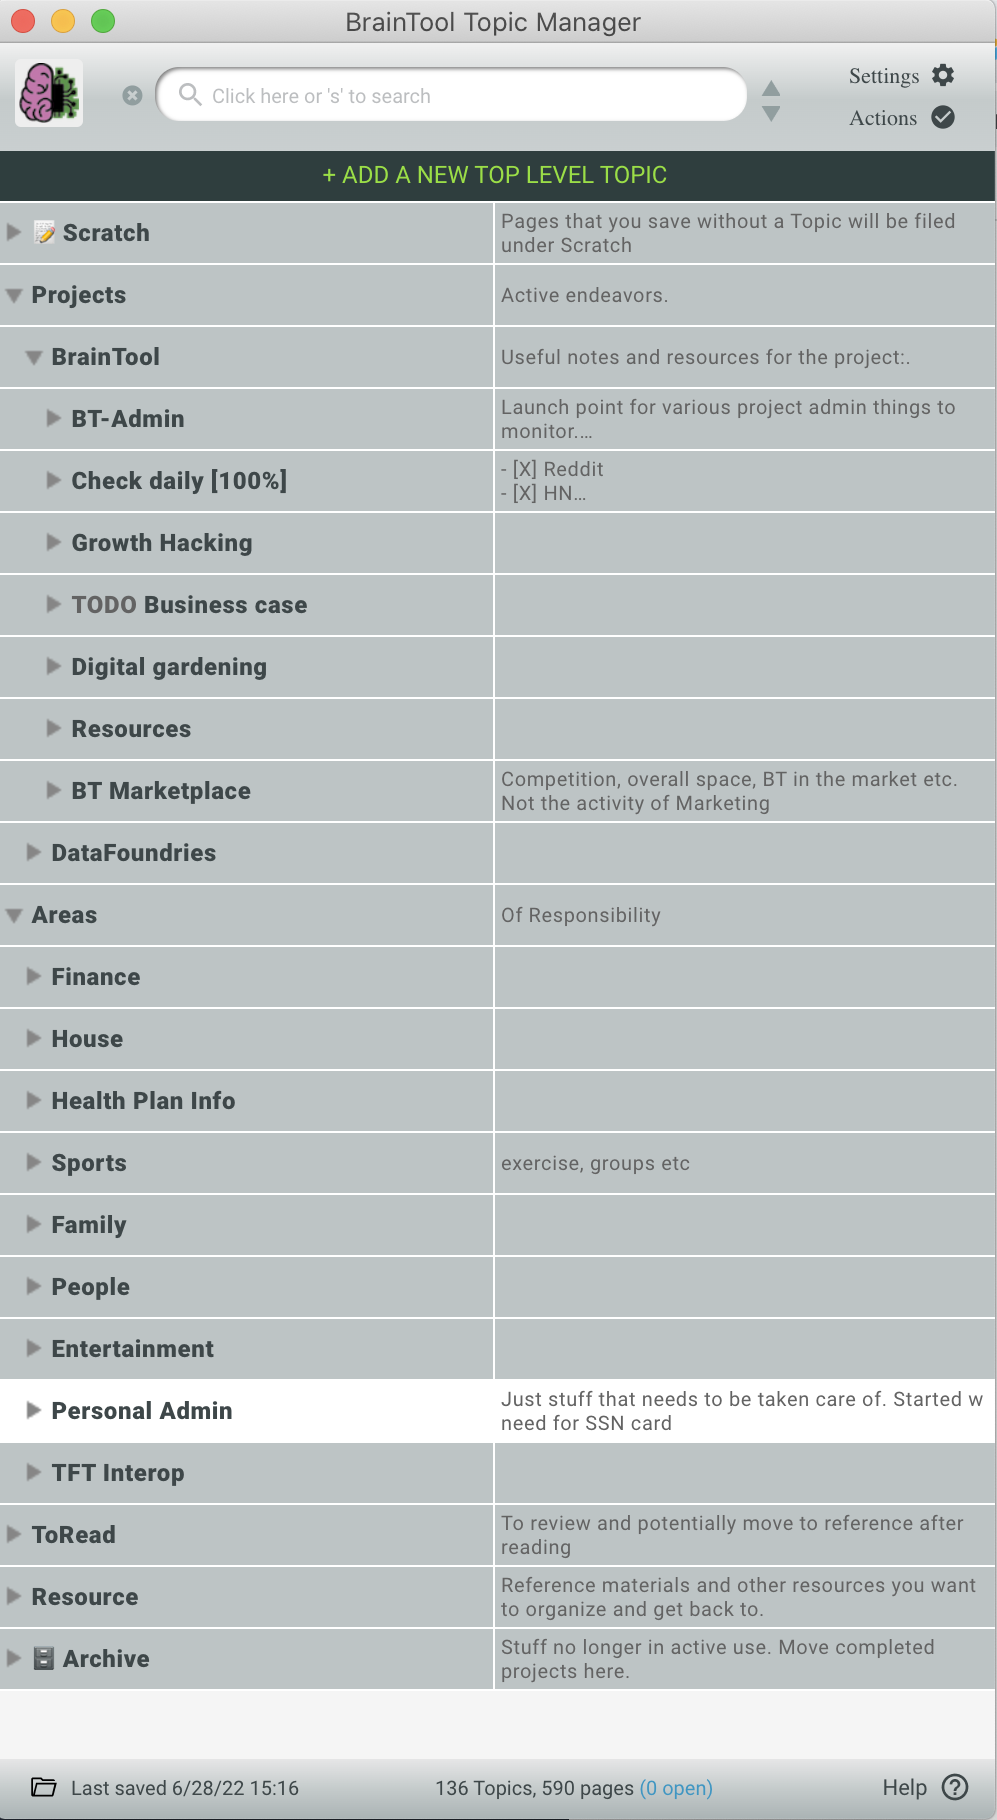 BrainTool Topic Manager
Click here or 's' to search
Settings
Actions
+ ADD A NEW TOP LEVEL TOPIC
Scratch
Pages that you save without a Topic will be filed
under Scratch
Projects
Active endeavors.
BrainTool
Useful notes and resources for the project:.
BT-Admin
Launch point for various project admin things to
monitor....
Check daily [100%]
- [X] Reddit
- [X] HN...
Growth Hacking
TODO Business case
Digital gardening
Resources
BT Marketplace
Competition, overall space, BT in the market etc.
Not the activity of Marketing
DataFoundries
Areas
Of Responsibility
Finance
House
Health Plan Info
Sports
exercise, groups etc
Family
People
Entertainment
Personal Admin
Just stuff that needs to be taken care of. Started w
need for SSN card
TFT Interop
ToRead
To review and potentially move to reference after
reading
Resource
Reference materials and other resources you want
to organize and get back to.
Archive
Stuff no longer in active use. Move completed
projects here.
Last saved 6/28/22 15:16
136 Topics, 590 pages (0 open)
Help ?